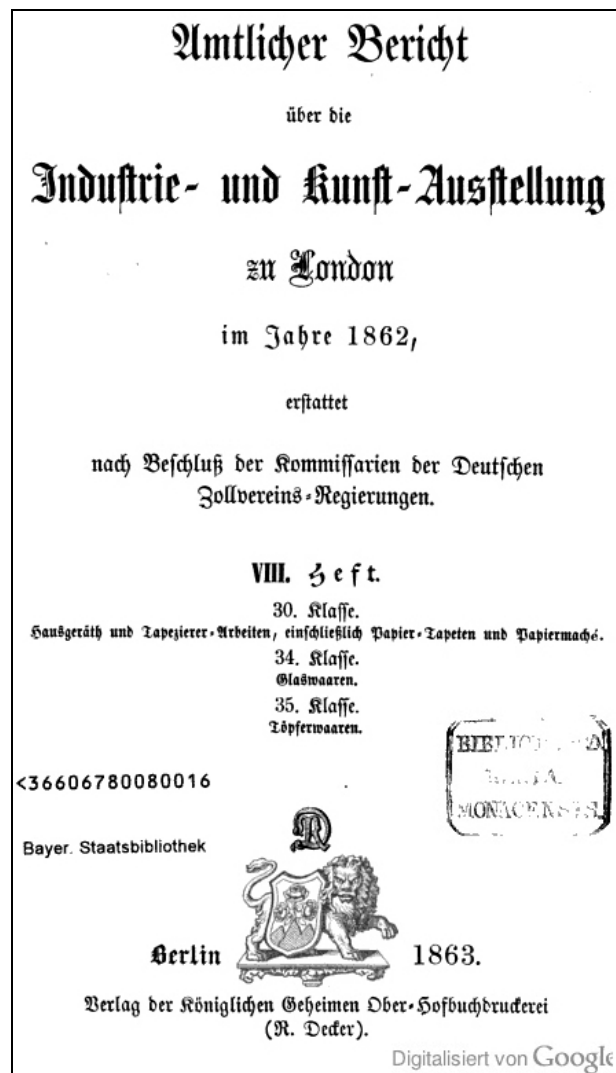 Amtlicher Bericht
über die
Industrie- und Kunst-Ausstellung
zu London
im Jahre 1862,
erstattet
nach Beschluß der Kommissarien der Deutschen
Zollvereins-Regierungen.
VIII. Heft.
30. Klasse.
Hausgeräth und Tapezierer-Arbeiten, einschließlich Papier-Tapeten und Papiermaché.
34. Klasse.
Glaswaaren.
35. Klasse.
Töpferwaaren.
<36606780080016
MONACENSIS.
Bayer. Staatsbibliothek
Berlin 1863.
Verlag der Königlichen Geheimen Ober-Hofbuchdruckerei
(R. Decker).
Digitalisiert von Google